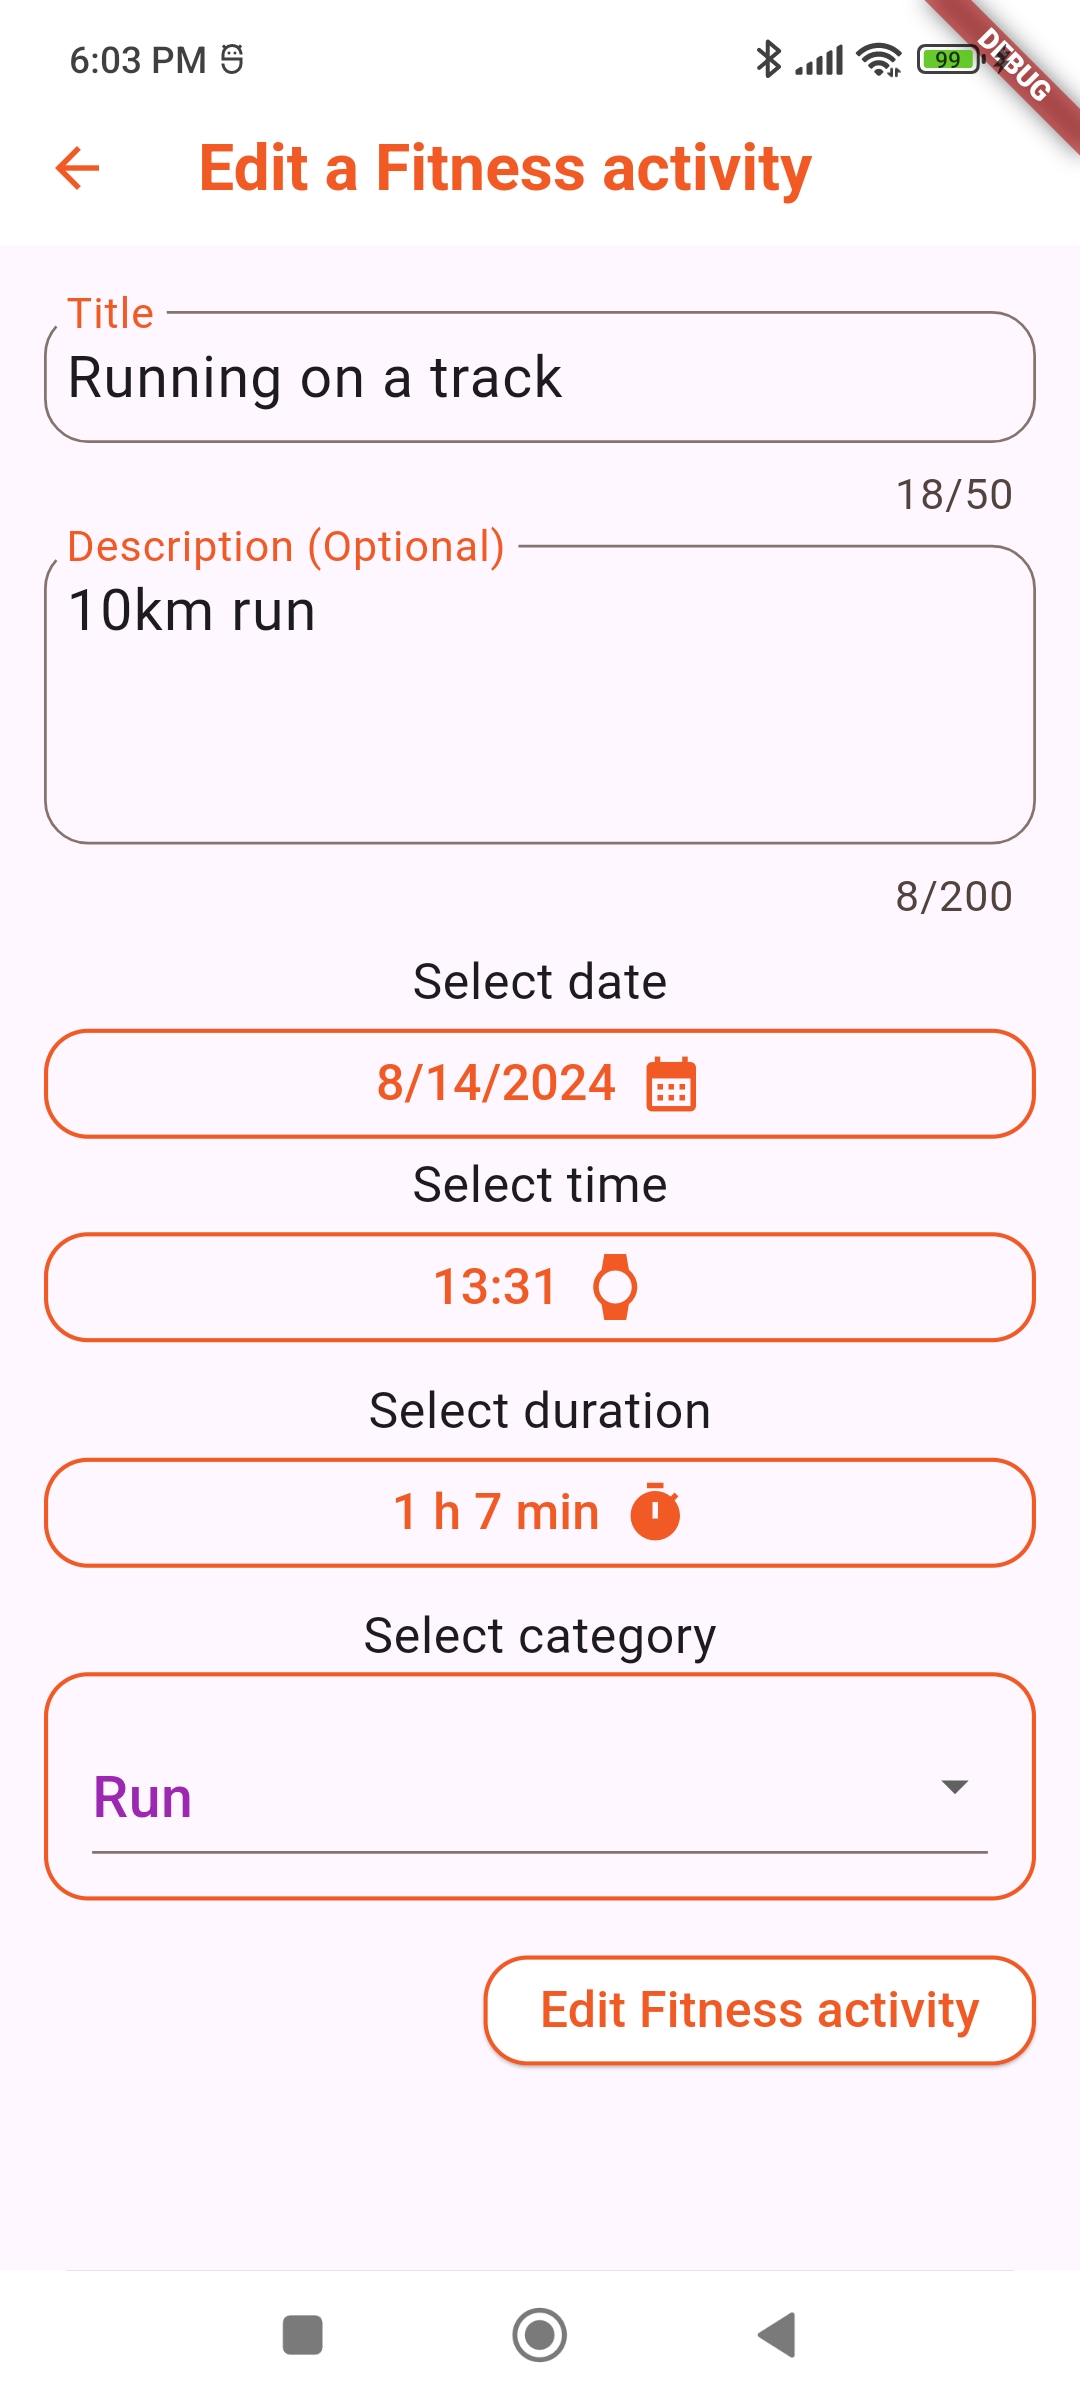 6:03 PM
99
DEBUG
Edit a Fitness activity
Title
Running on a track
18/50
Description (Optional)
10km run
8/200
Select date
8/14/2024
Select time
13:31
Select duration
1 h 7 min
Select category
Run
Edit Fitness activity